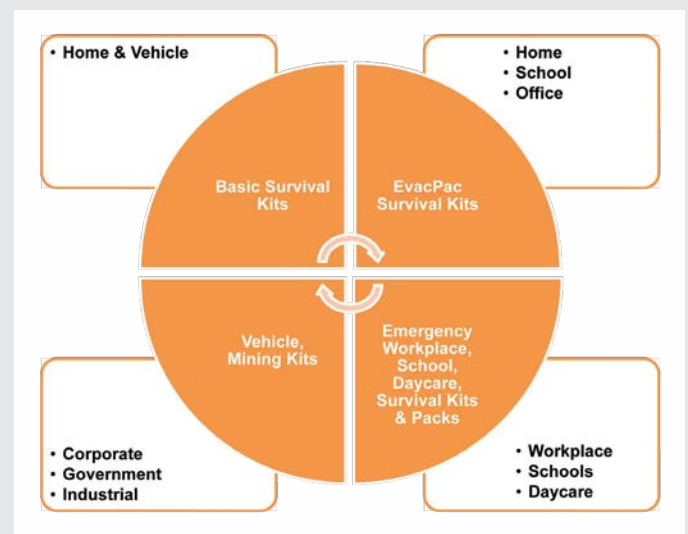 • Home & Vehicle
• Home
• School
• Office
Basic Survival
Kits
EvacPac
Survival Kits
Vehicle,
Mining Kits
Emergency
Workplace,
School,
Daycare,
Survival Kits
& Packs
• Corporate
• Government
• Industrial
• Workplace
• Schools
• Daycare